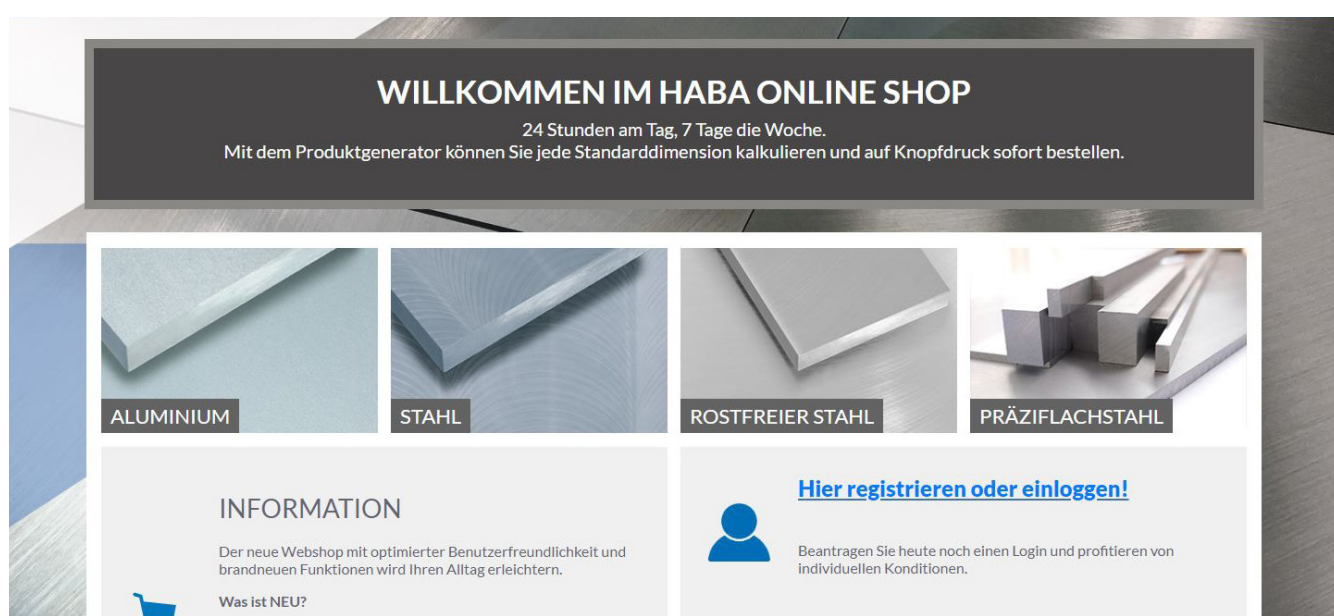 WILLKOMMEN IM HABA ONLINE SHOP
24 Stunden am Tag, 7 Tage die Woche.
Mit dem Produktgenerator können Sie jede Standarddimension kalkulieren und auf Knopfdruck sofort bestellen.
ALUMINIUM
STAHL
ROSTFREIER STAHL
PRÄZIFLACHSTAHL
INFORMATION
Der neue Webshop mit optimierter Benutzerfreundlichkeit und
brandneuen Funktionen wird Ihren Alltag erleichtern.
Was ist NEU?
Hier registrieren oder einloggen!
Beantragen Sie heute noch einen Login und profitieren von
individuellen Konditionen.